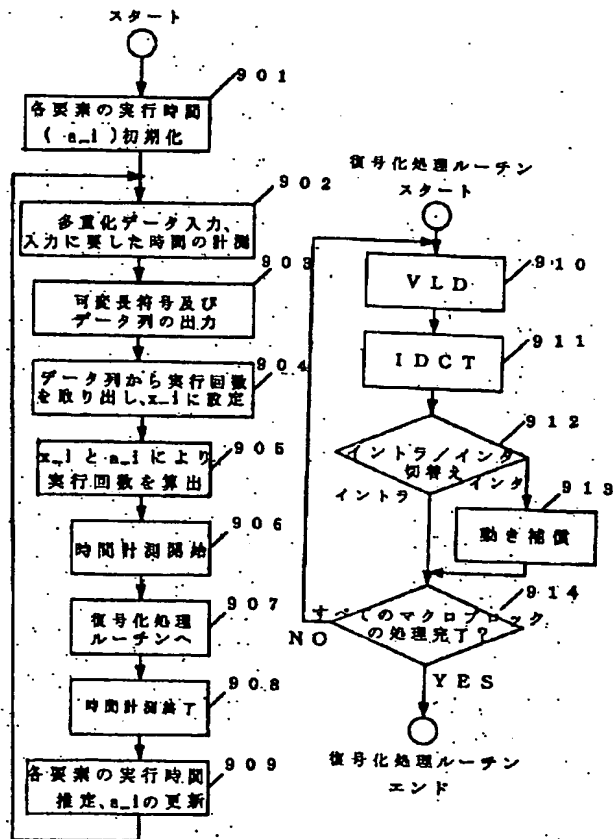 スタート
901
各要素の実行時間
(a_i)初期化
902
多重化データ入力、
入力に要した時間の計測
903
可変長符号及び
データ列の出力
904
データ列から実行回数
を取り出し、x_iに設定
905
x_iとa_iにより
実行回数を算出
906
時間計測開始
907
復号化処理
ルーチンへ
908
時間計測終了
909
各要素の実行時間
推定、a_iの更新
復号化処理ルーチン
スタート
910
VLD
911
IDCT
912
イントラ/インタ
切替え
イントラ
インタ
913
動き補償
914
すべてのマクロブロック
の処理完了?
NO
YES
復号化処理ルーチン
エンド